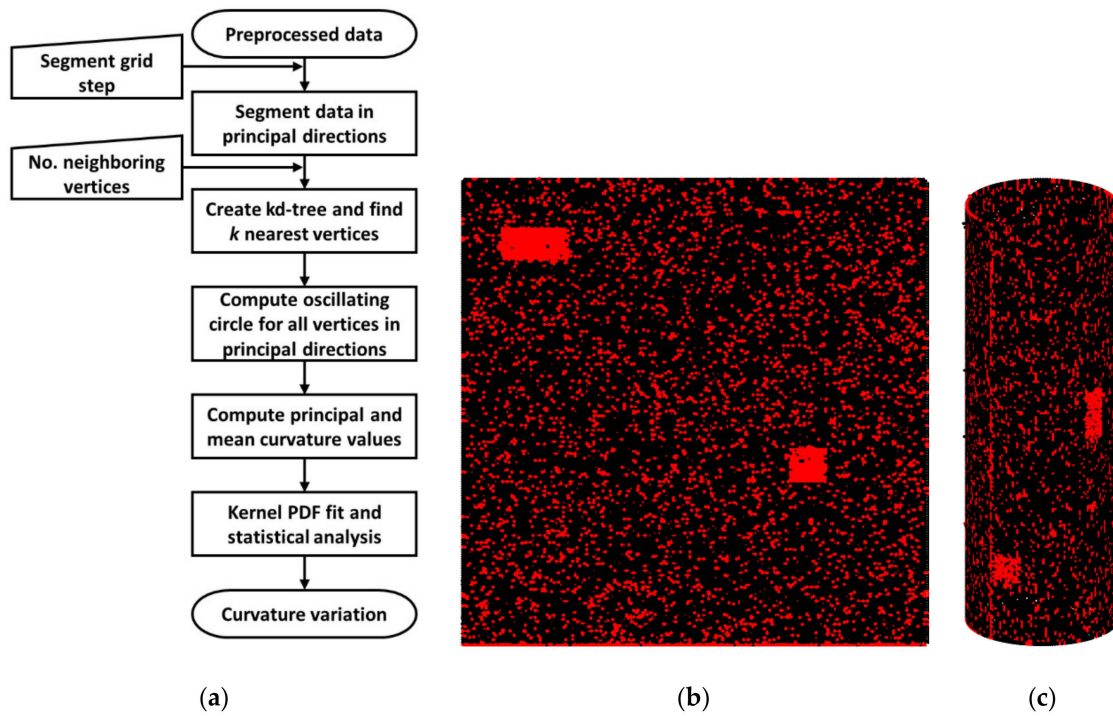 Preprocessed data
Segment grid
step
Segment data in
principal directions
No. neighboring
vertices
Create kd-tree and find
k nearest vertices
Compute oscillating
circle for all vertices in
principal directions
Compute principal and
mean curvature values
Kernel PDF fit and
statistical analysis
Curvature variation
(a)
(b)
(c)